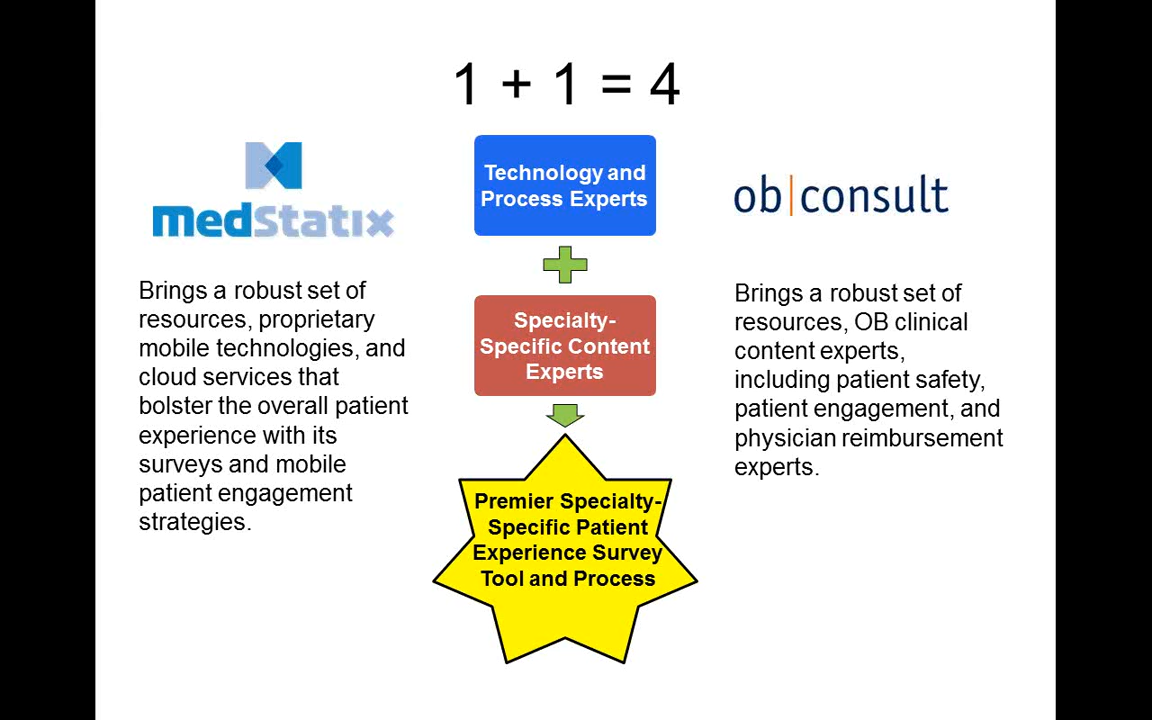 1 + 1 = 4
MedStatix
Brings a robust set of
resources, proprietary
mobile technologies, and
cloud services that
bolster the overall patient
experience with its
surveys and mobile
patient engagement
strategies.
Technology and
Process Experts
Specialty-
Specific Content
Experts
Premier Specialty-
Specific Patient
Experience Survey
Tool and Process
ob|consult
Brings a robust set of
resources, OB clinical
content experts,
including patient safety,
patient engagement, and
physician reimbursement
experts.